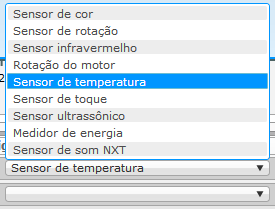 Sensor de cor
Sensor de rotação
Sensor infravermelho
Rotação do motor
Sensor de temperatura
Sensor de toque
Sensor ultrassônico
Medidor de energia
Sensor de som NXT
Sensor de temperatura